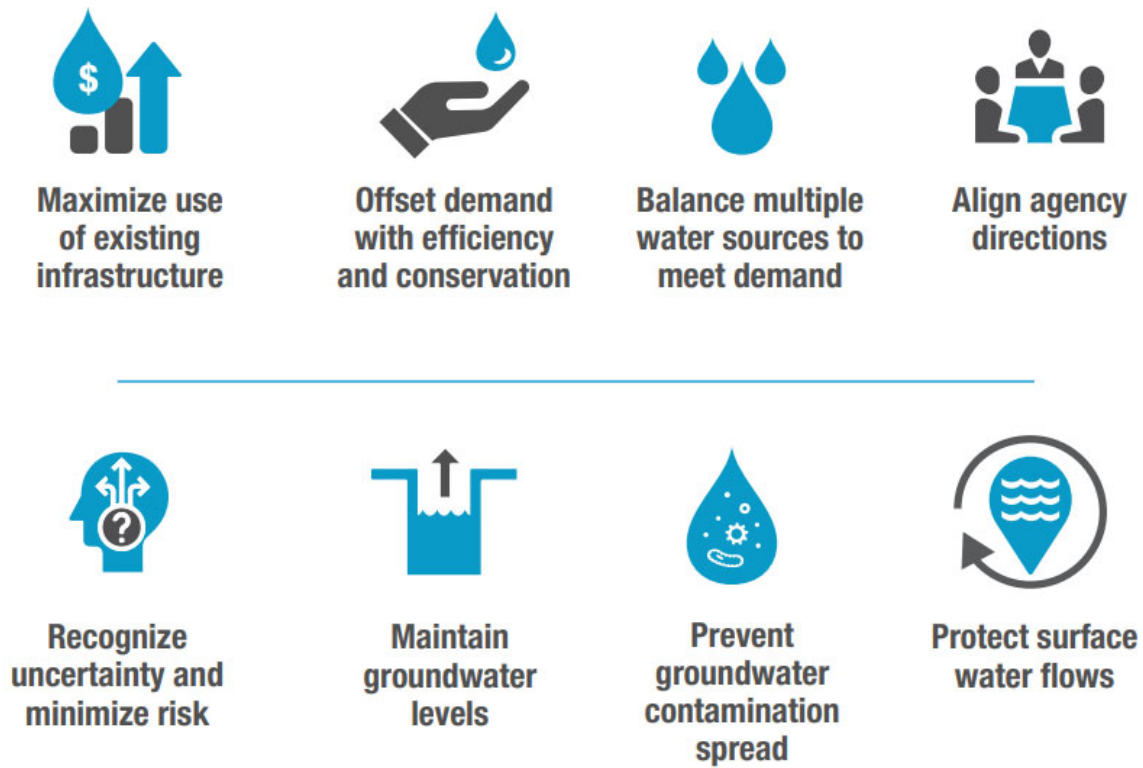 $
Maximize use
of existing
infrastructure
Offset demand
with efficiency
and conservation
Balance multiple
water sources to
meet demand
Align agency
directions
?
Recognize
uncertainty and
minimize risk
Maintain
groundwater
levels
Prevent
groundwater
contamination
spread
Protect surface
water flows